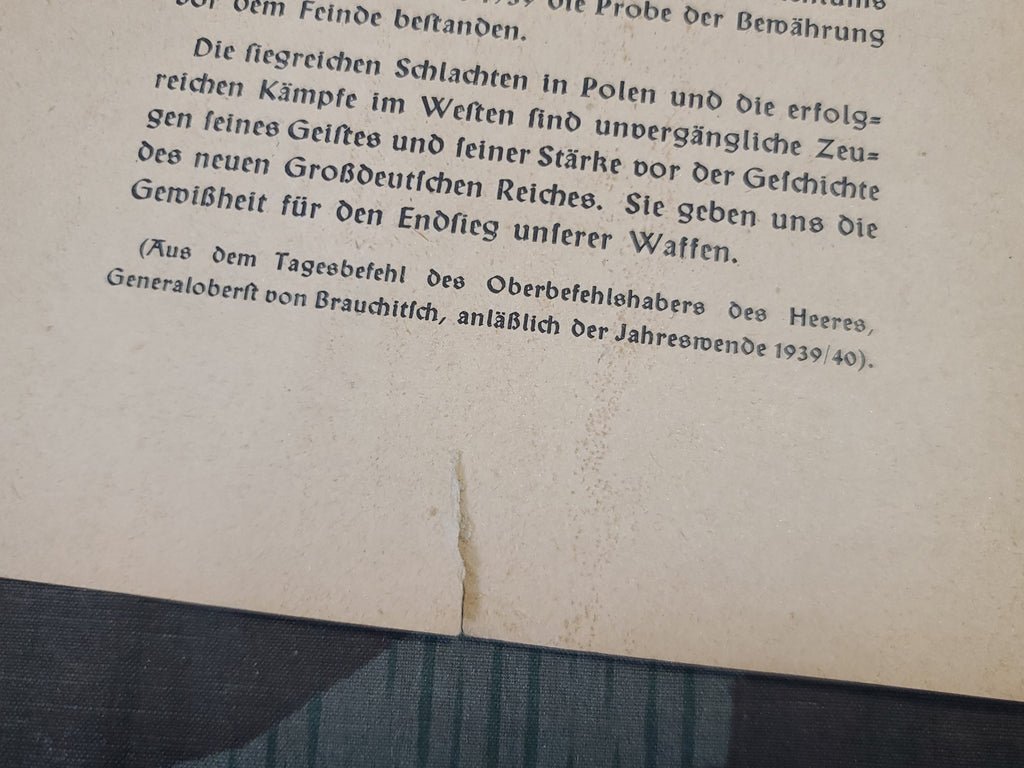 1939 die Probe der Bewährung
vor dem Feinde beſtanden.
Die ſiegreichen Schlachten in Polen und die erfolg=
reichen Kämpfe im Weſten ſind unvergängliche Zeu=
gen ſeines Geiſtes und ſeiner Stärke vor der Geſchichte
des neuen Großdeutſchen Reiches. Sie geben uns die
Gewißheit für den Endſieg unſerer Waffen.
(Aus dem Tagesbefehl des Oberbefehlshabers des Heeres,
Generaloberſt von Brauchitſch, anläßlich der Jahreswende 1939/40).